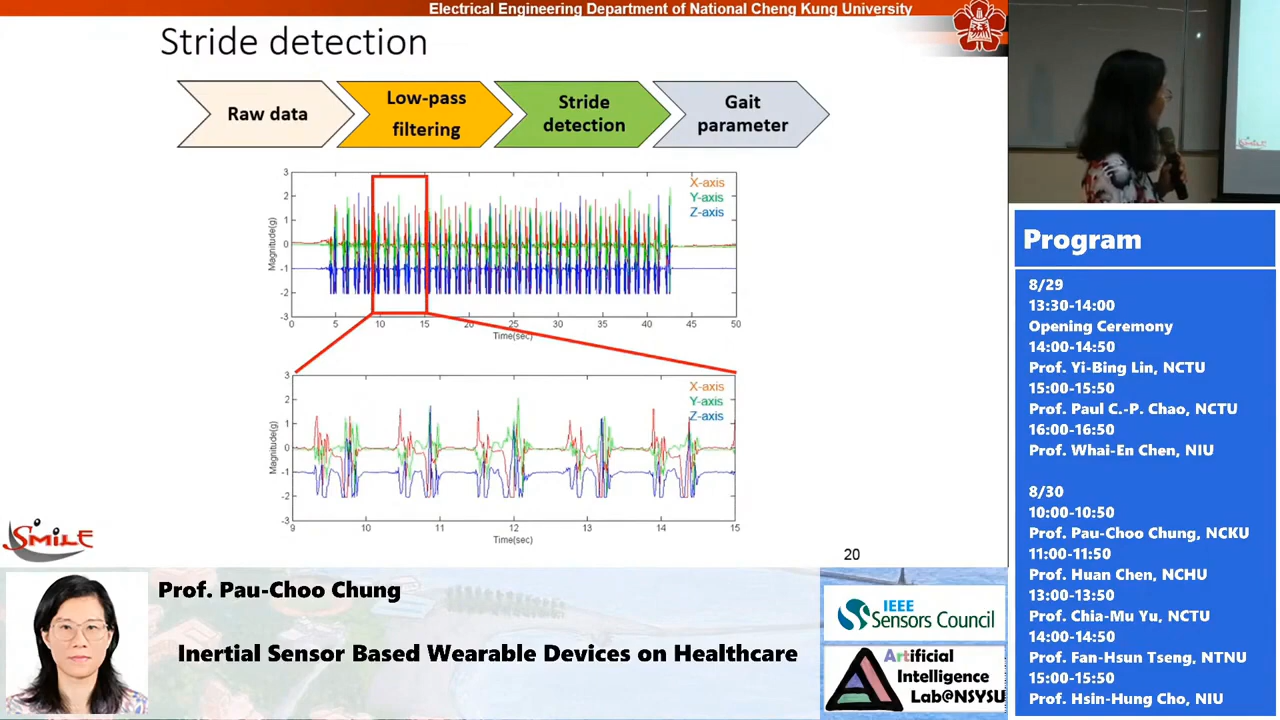 Electrical Engineering Department of National Cheng Kung University
Stride detection
Raw data
Low-pass
filtering
Stride
detection
Gait
parameter
3
2
1
0
-1
-2
-3
Magnitude(g)
X-axis
Y-axis
Z-axis
0 5 10 15 20 25 30 35 40 45 50
Time(sec)
3
2
1
0
-1
-2
-3
Magnitude(g)
X-axis
Y-axis
Z-axis
9 10 11 12 13 14 15
Time(sec)
SMILE
20
Prof. Pau-Choo Chung
Inertial Sensor Based Wearable Devices on Healthcare
IEEE
Sensors Council
Artificial
Intelligence
Lab@NSYSU
Program
8/29
13:30-14:00
Opening Ceremony
14:00-14:50
Prof. Yi-Bing Lin, NCTU
15:00-15:50
Prof. Paul C.-P. Chao, NCTU
16:00-16:50
Prof. Whai-En Chen, NIU
8/30
10:00-10:50
Prof. Pau-Choo Chung, NCKU
11:00-11:50
Prof. Huan Chen, NCHU
13:00-13:50
Prof. Chia-Mu Yu, NCTU
14:00-14:50
Prof. Fan-Hsun Tseng, NTNU
15:00-15:50
Prof. Hsin-Hung Cho, NIU